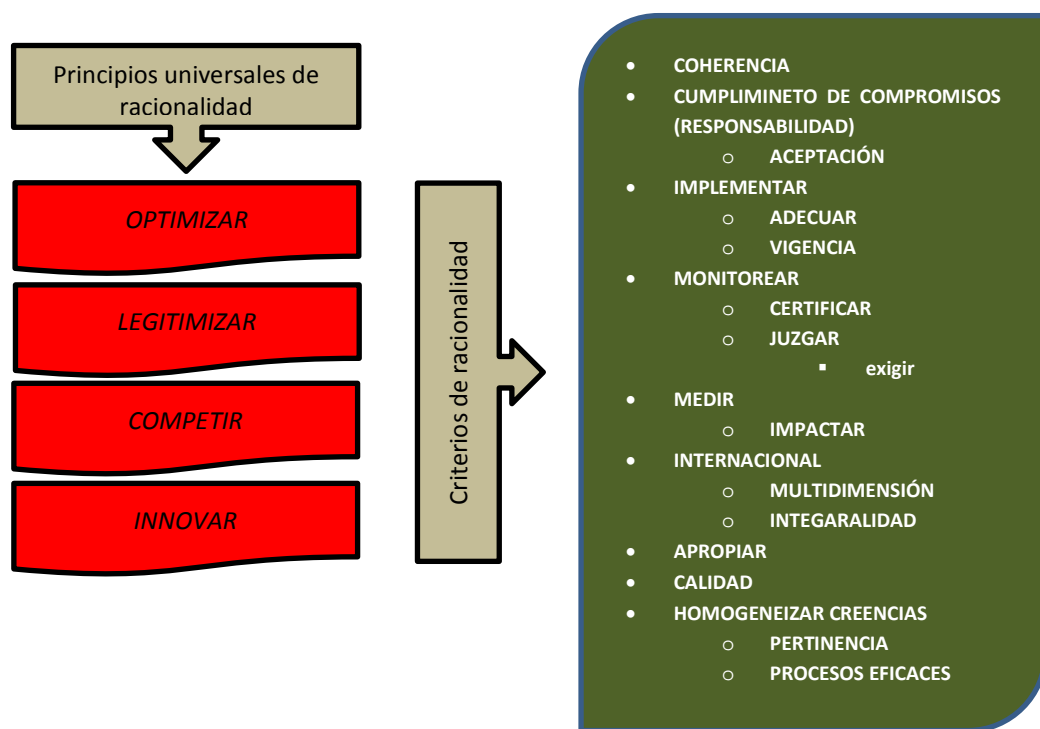 Principios universales de
racionalidad
OPTIMIZAR
LEGITIMIZAR
COMPETIR
INNOVAR
Criterios de racionalidad
• COHERENCIA
• CUMPLIMINETO DE COMPROMISOS
(RESPONSABILIDAD)
o ACEPTACIÓN
• IMPLEMENTAR
o ADECUAR
o VIGENCIA
• MONITOREAR
o CERTIFICAR
o JUZGAR
▪ exigir
• MEDIR
o IMPACTAR
• INTERNACIONAL
o MULTIDIMENSIÓN
o INTEGARALIDAD
• APROPIAR
• CALIDAD
• HOMOGENEIZAR CREENCIAS
o PERTINENCIA
o PROCESOS EFICACES